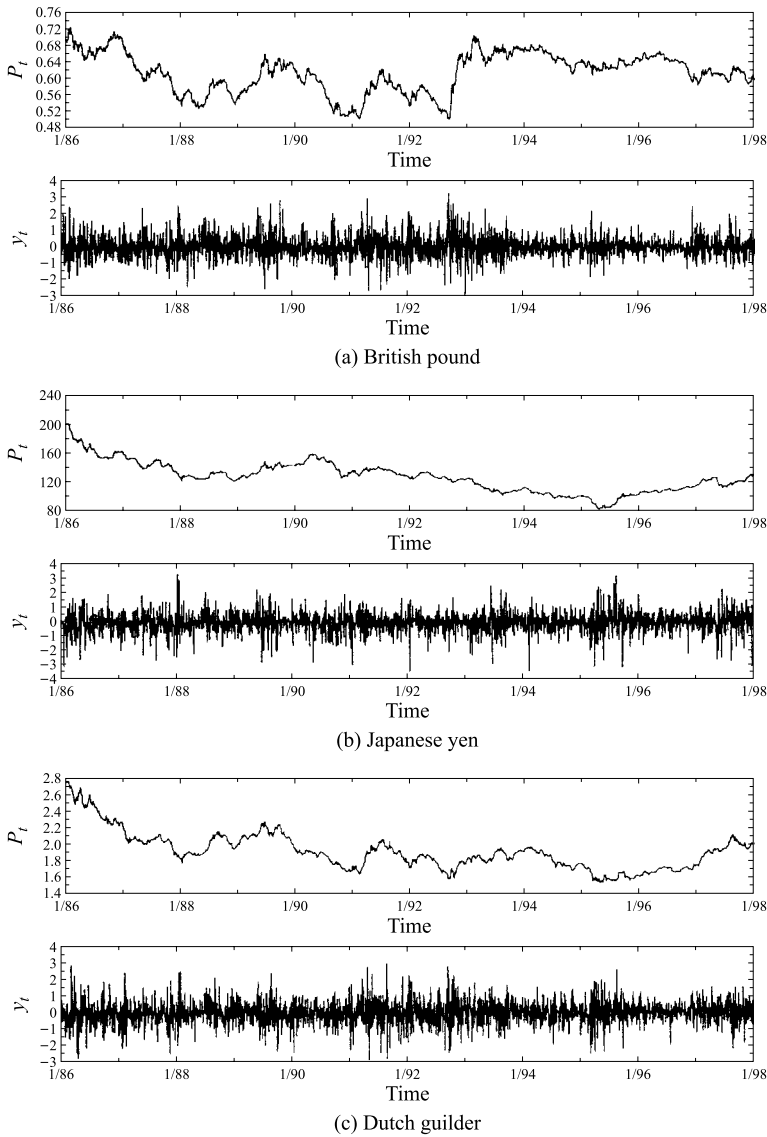 0.76
0.72
0.68
0.64
0.60
0.56
0.52
0.48
P_t
1/86 1/88 1/90 1/92 1/94 1/96 1/98
Time
4
3
2
1
0
−1
−2
−3
y_t
1/86 1/88 1/90 1/92 1/94 1/96 1/98
Time
(a) British pound
240
200
160
120
80
P_t
1/86 1/88 1/90 1/92 1/94 1/96 1/98
Time
4
3
2
1
0
−1
−2
−3
−4
y_t
1/86 1/88 1/90 1/92 1/94 1/96 1/98
Time
(b) Japanese yen
2.8
2.6
2.4
2.2
2.0
1.8
1.6
1.4
P_t
1/86 1/88 1/90 1/92 1/94 1/96 1/98
Time
4
3
2
1
0
−1
−2
−3
y_t
1/86 1/88 1/90 1/92 1/94 1/96 1/98
Time
(c) Dutch guilder